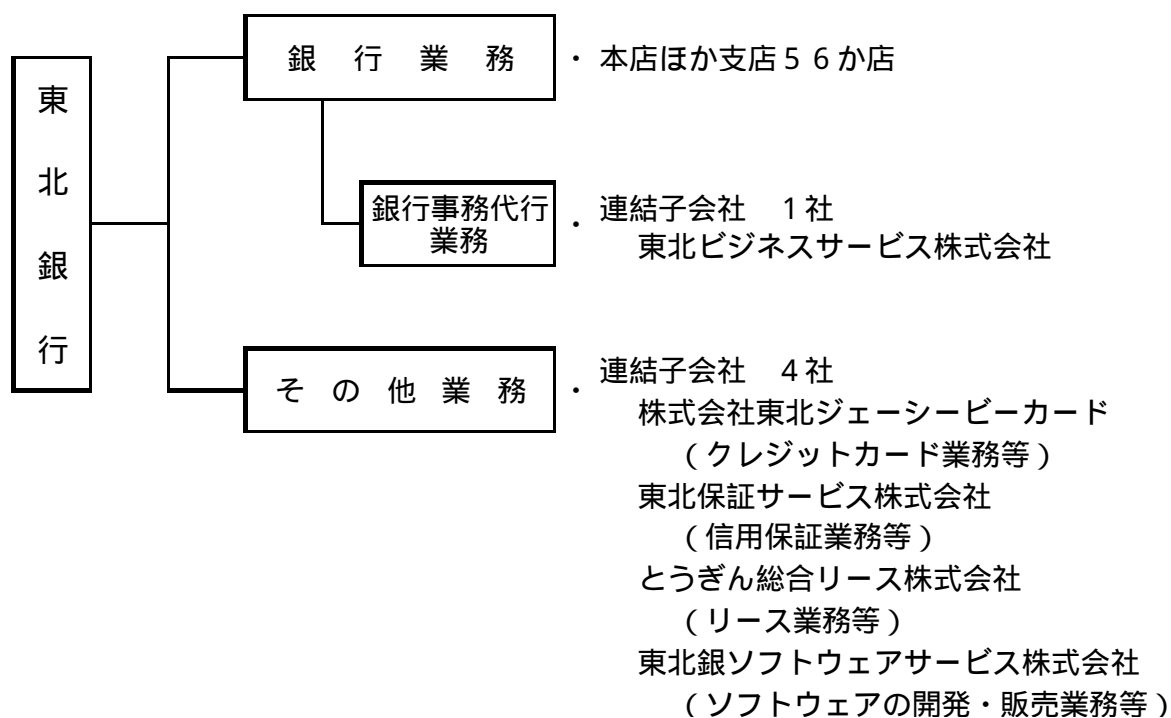 東北銀行
銀行業務
・本店ほか支店５６か店
銀行事務代行
業務
・連結子会社　１社
東北ビジネスサービス株式会社
その他業務
・連結子会社　４社
株式会社東北ジェーシービーカード
（クレジットカード業務等）
東北保証サービス株式会社
（信用保証業務等）
とうぎん総合リース株式会社
（リース業務等）
東北銀ソフトウェアサービス株式会社
（ソフトウェアの開発・販売業務等）